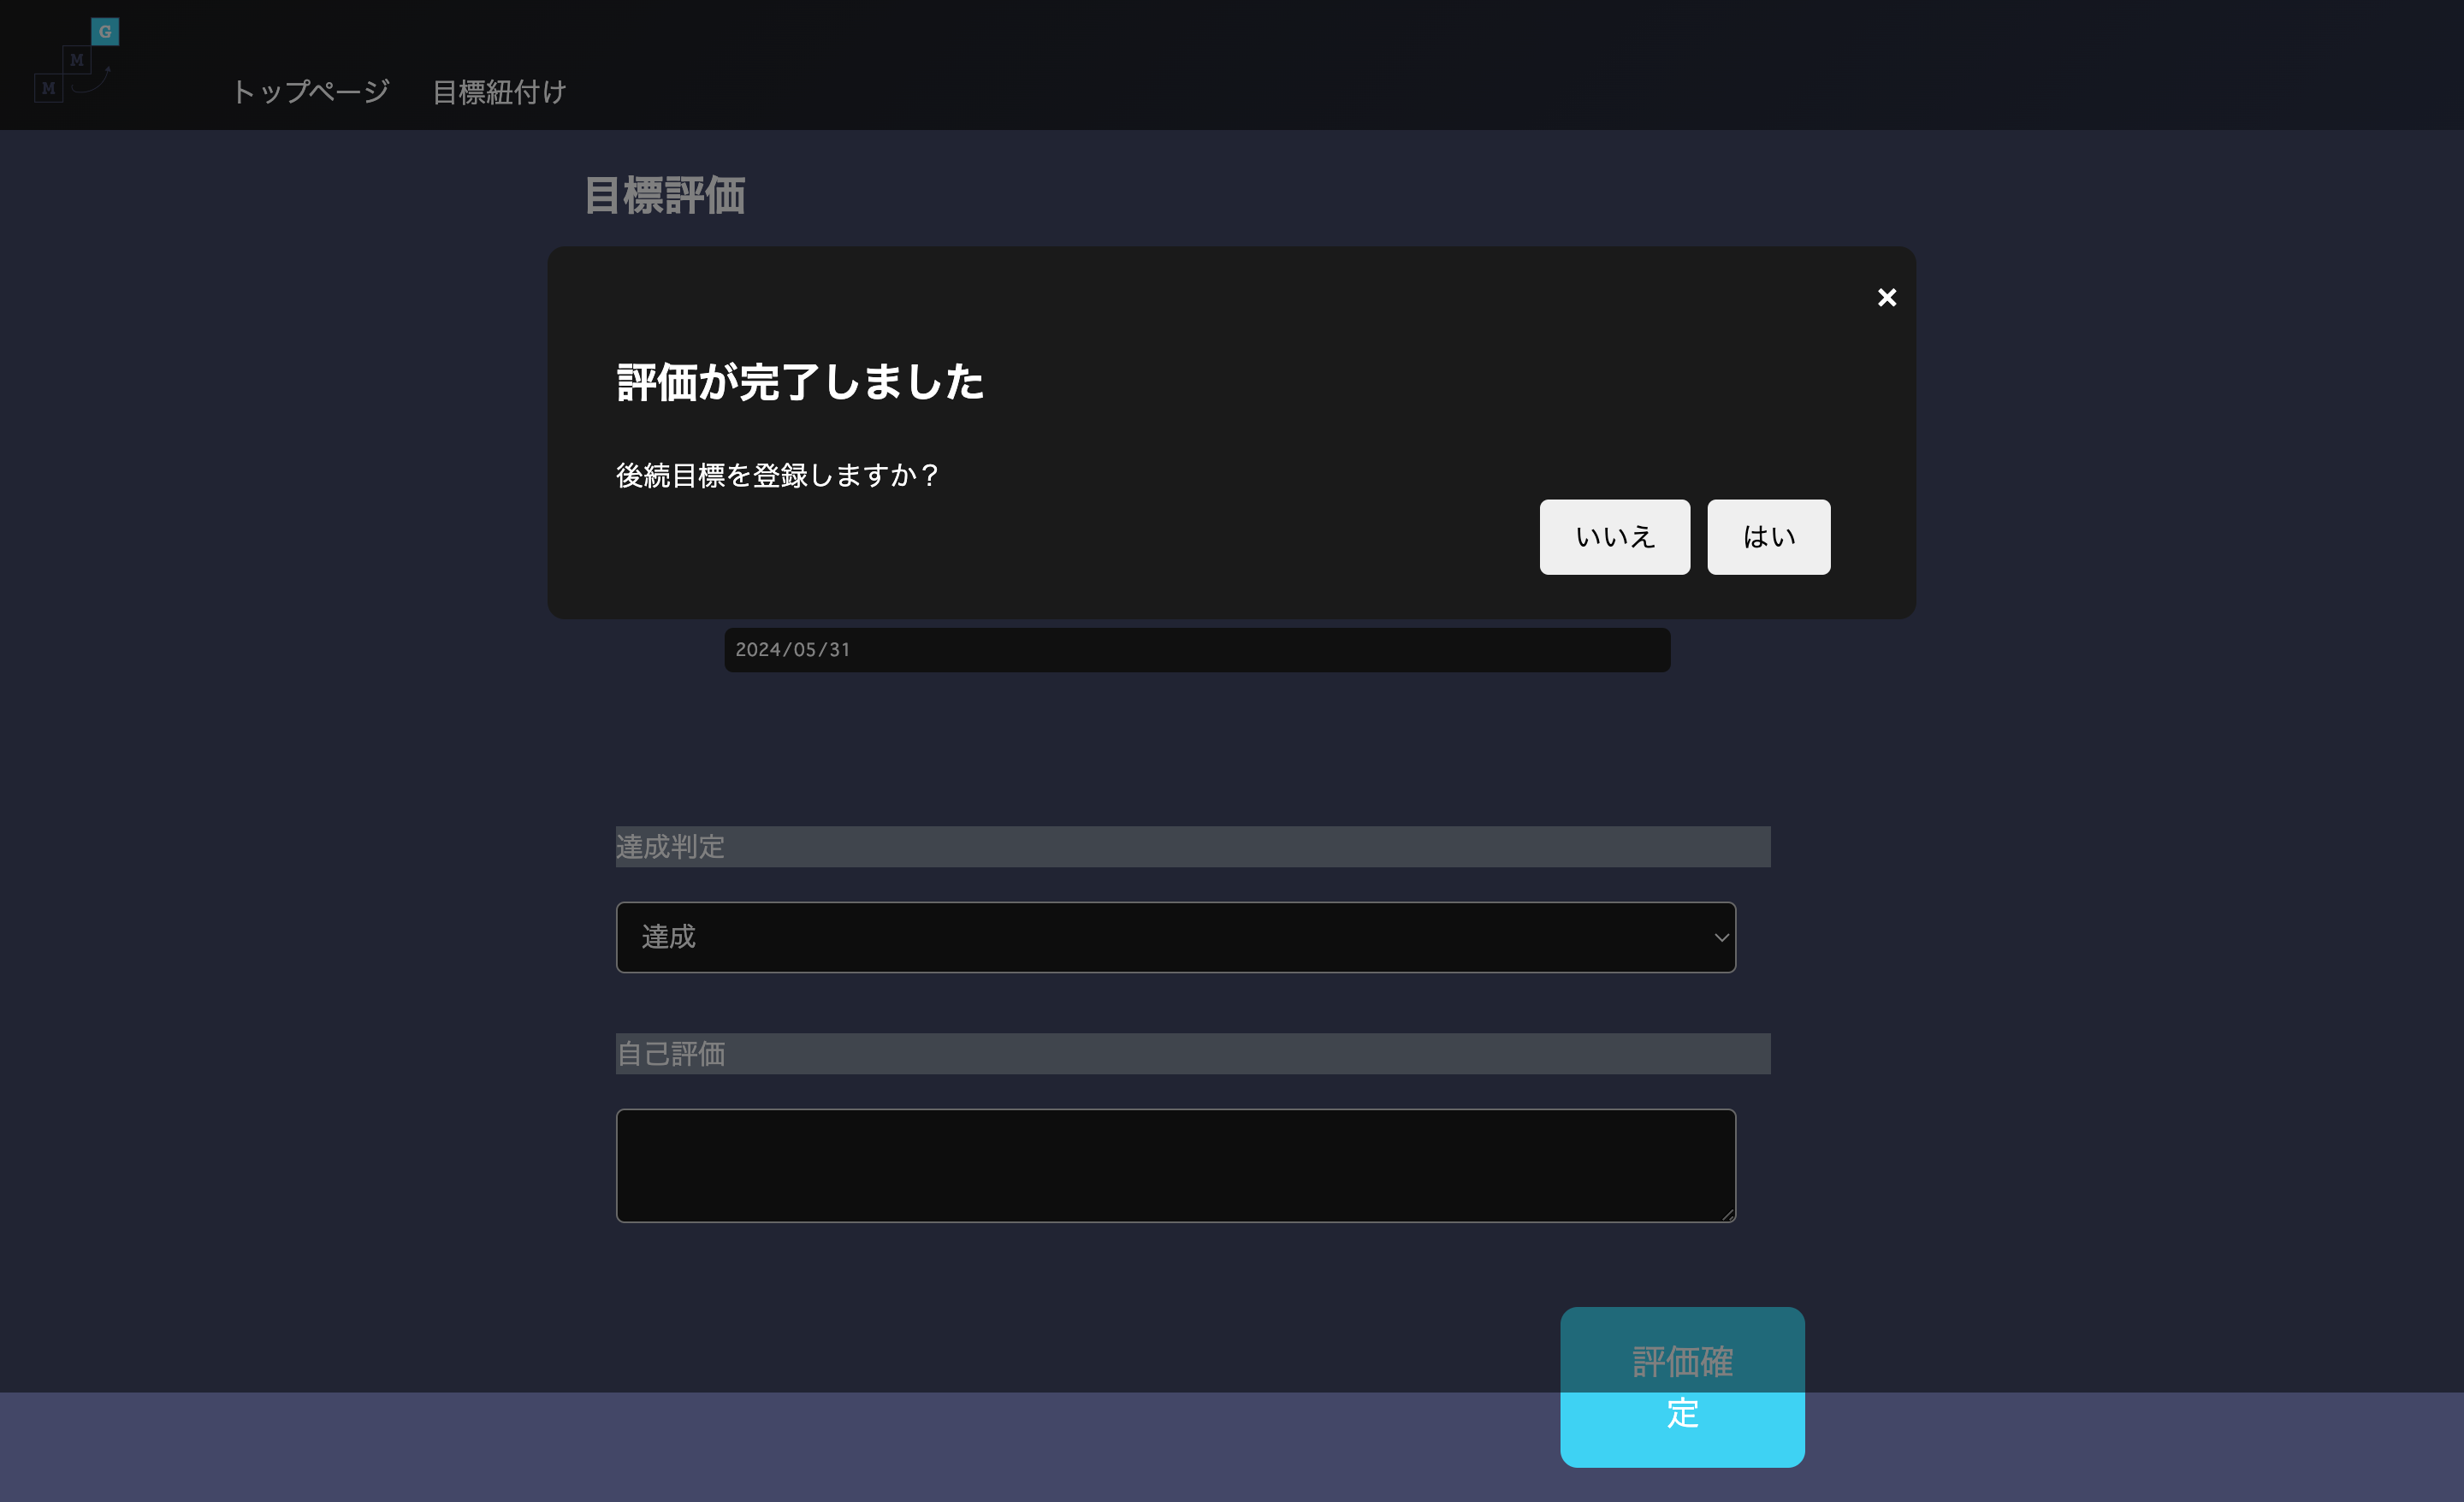 G
M
M
トップページ 目標紐付け
目標評価
×
評価が完了しました
後続目標を登録しますか？
いいえ はい
2024/05/31
達成判定
達成
自己評価
評価確
定